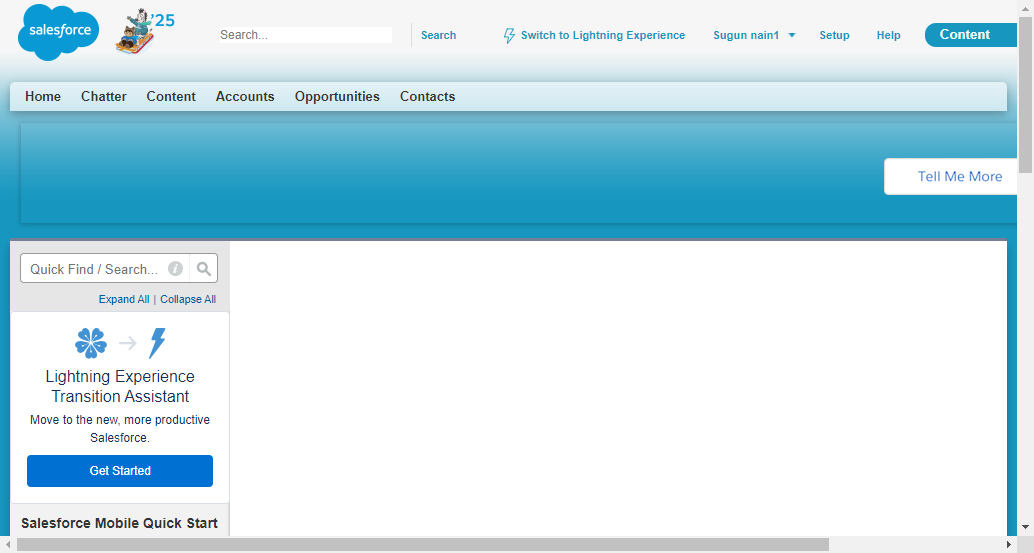 salesforce
'25
Search...
Search
Switch to Lightning Experience
Sugun nain1
Setup
Help
Content
Home
Chatter
Content
Accounts
Opportunities
Contacts
Tell Me More
Quick Find / Search...
i
Expand All | Collapse All
Lightning Experience
Transition Assistant
Move to the new, more productive
Salesforce.
Get Started
Salesforce Mobile Quick Start